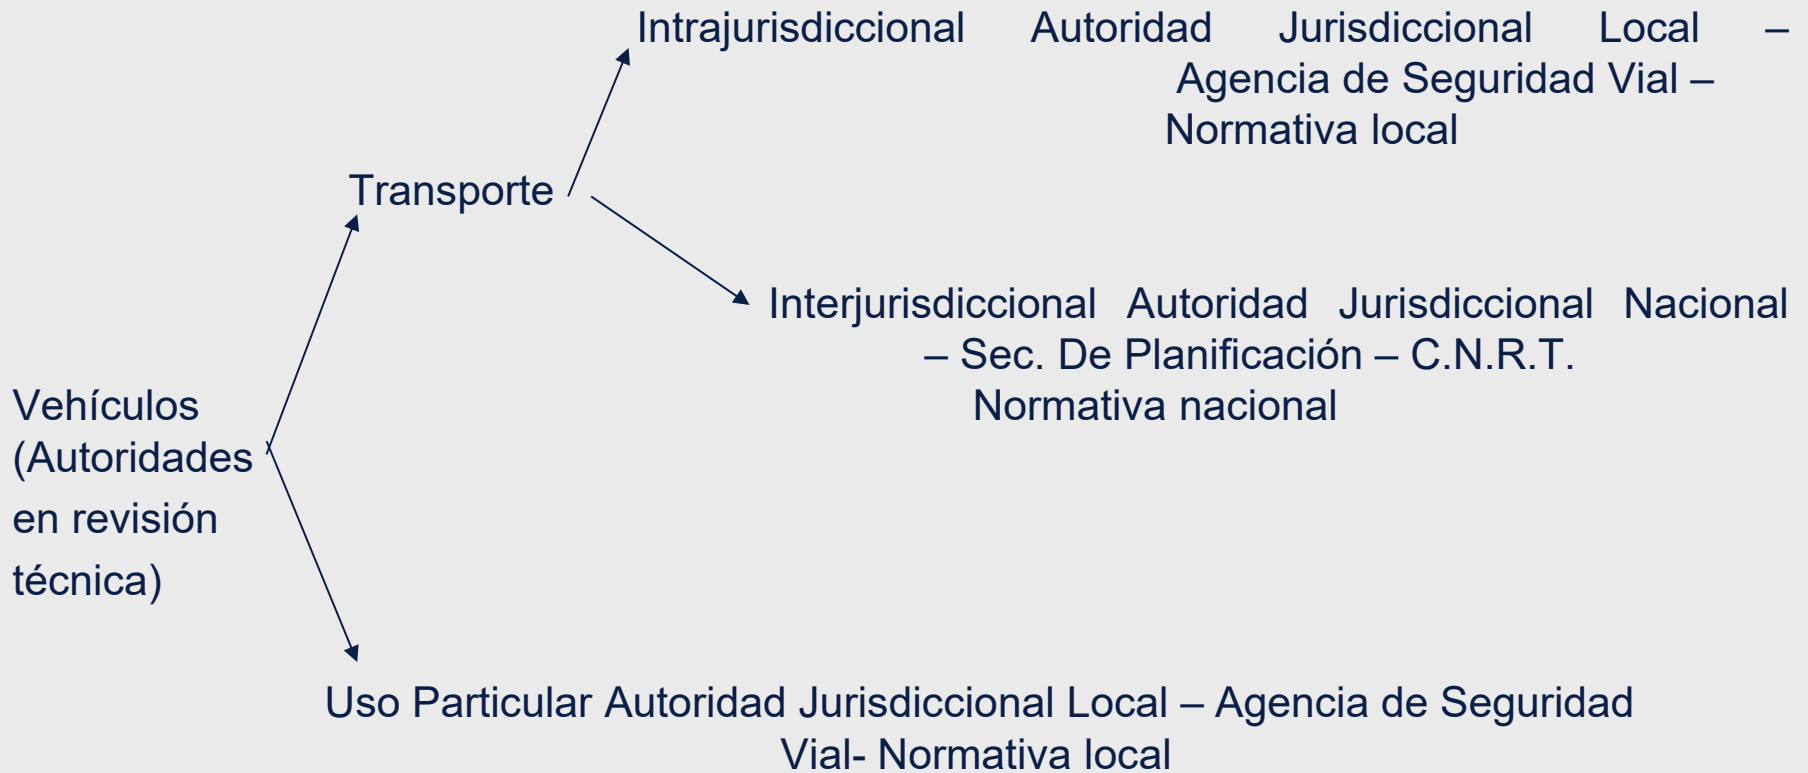 Intrajurisdiccional Autoridad Jurisdiccional Local –
Agencia de Seguridad Vial –
Normativa local
Transporte
Interjurisdiccional Autoridad Jurisdiccional Nacional
– Sec. De Planificación – C.N.R.T.
Normativa nacional
Vehículos
(Autoridades
en revisión
técnica)
Uso Particular Autoridad Jurisdiccional Local – Agencia de Seguridad
Vial- Normativa local